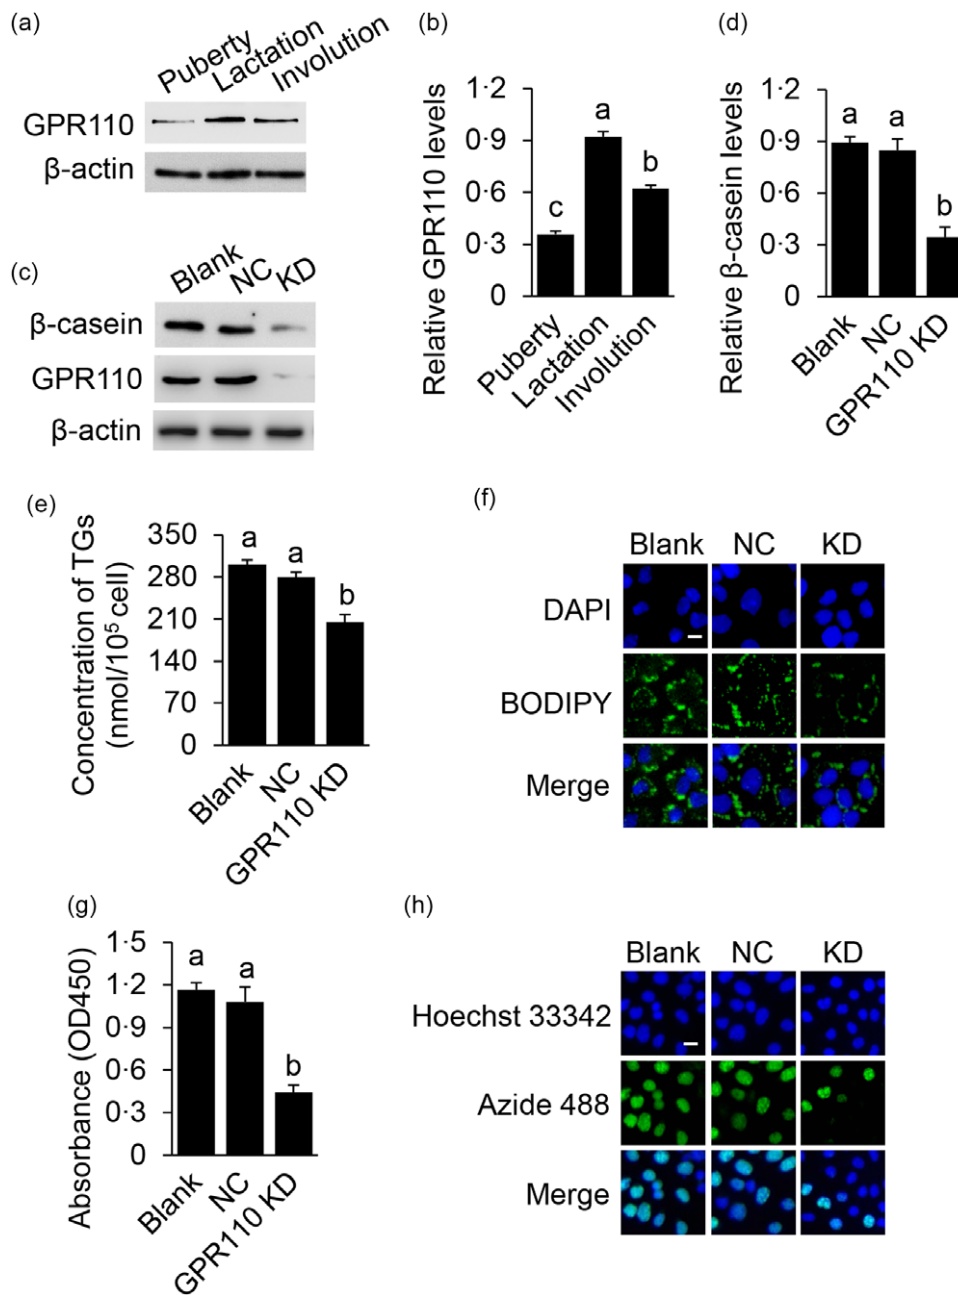 (a)
Puberty
Lactation
Involution
GPR110
β-actin
(b)
Relative GPR110 levels
1·2
0·9
0·6
0·3
0
c
a
b
Puberty
Lactation
Involution
(d)
Relative β-casein levels
1·2
0·9
0·6
0·3
0
a
a
b
Blank
NC
GPR110 KD
(c)
Blank
NC
KD
β-casein
GPR110
β-actin
(e)
Concentration of TGs
(nmol/10⁵ cell)
350
280
210
140
70
0
a
a
b
Blank
NC
GPR110 KD
(f)
Blank
NC
KD
DAPI
BODIPY
Merge
(g)
Absorbance (OD450)
1·5
1·2
0·9
0·6
0·3
0
a
a
b
Blank
NC
GPR110 KD
(h)
Blank
NC
KD
Hoechst 33342
Azide 488
Merge